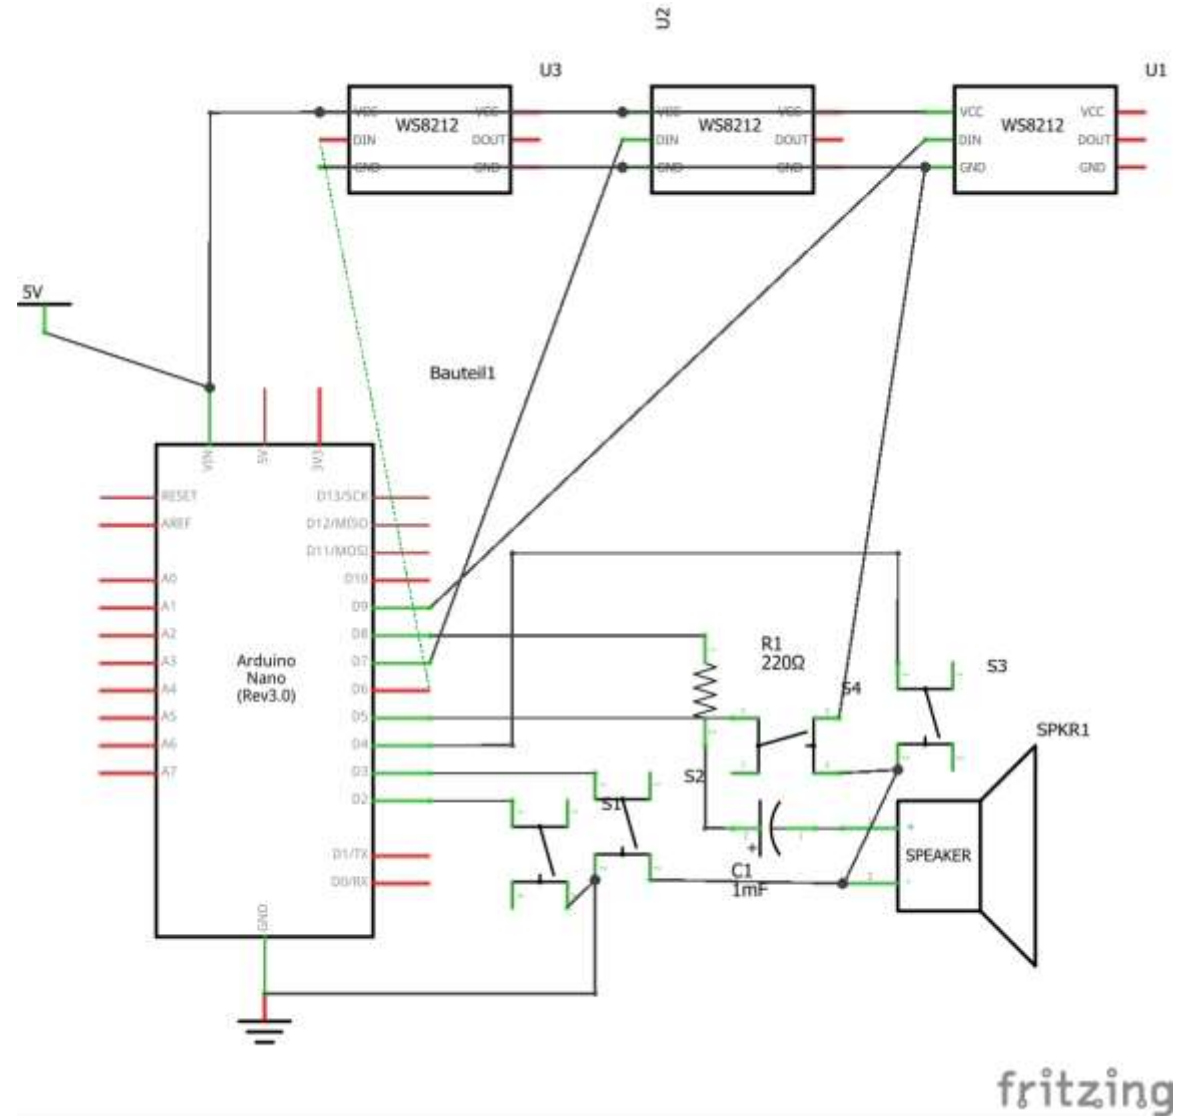 U2
U3
U1
VCC
VCC
VCC
VCC
VCC
VCC
WS8212
WS8212
WS8212
DIN
DOUT
DIN
DOUT
DIN
DOUT
GND
GND
GND
GND
GND
GND
5V
Bauteil1
VIN
5V
3V3
RESET
D13/SCK
AREF
D12/MISO
D11/MOSI
A0
D10
A1
D9
A2
D8
R1
220Ω
A3
Arduino
Nano
(Rev3.0)
D7
S3
A4
D6
S4
A5
D5
SPKR1
A6
D4
A7
D3
S2
D2
S1
+
+
D1/TX
SPEAKER
C1
1mF
D0/RX
GND
fritzing